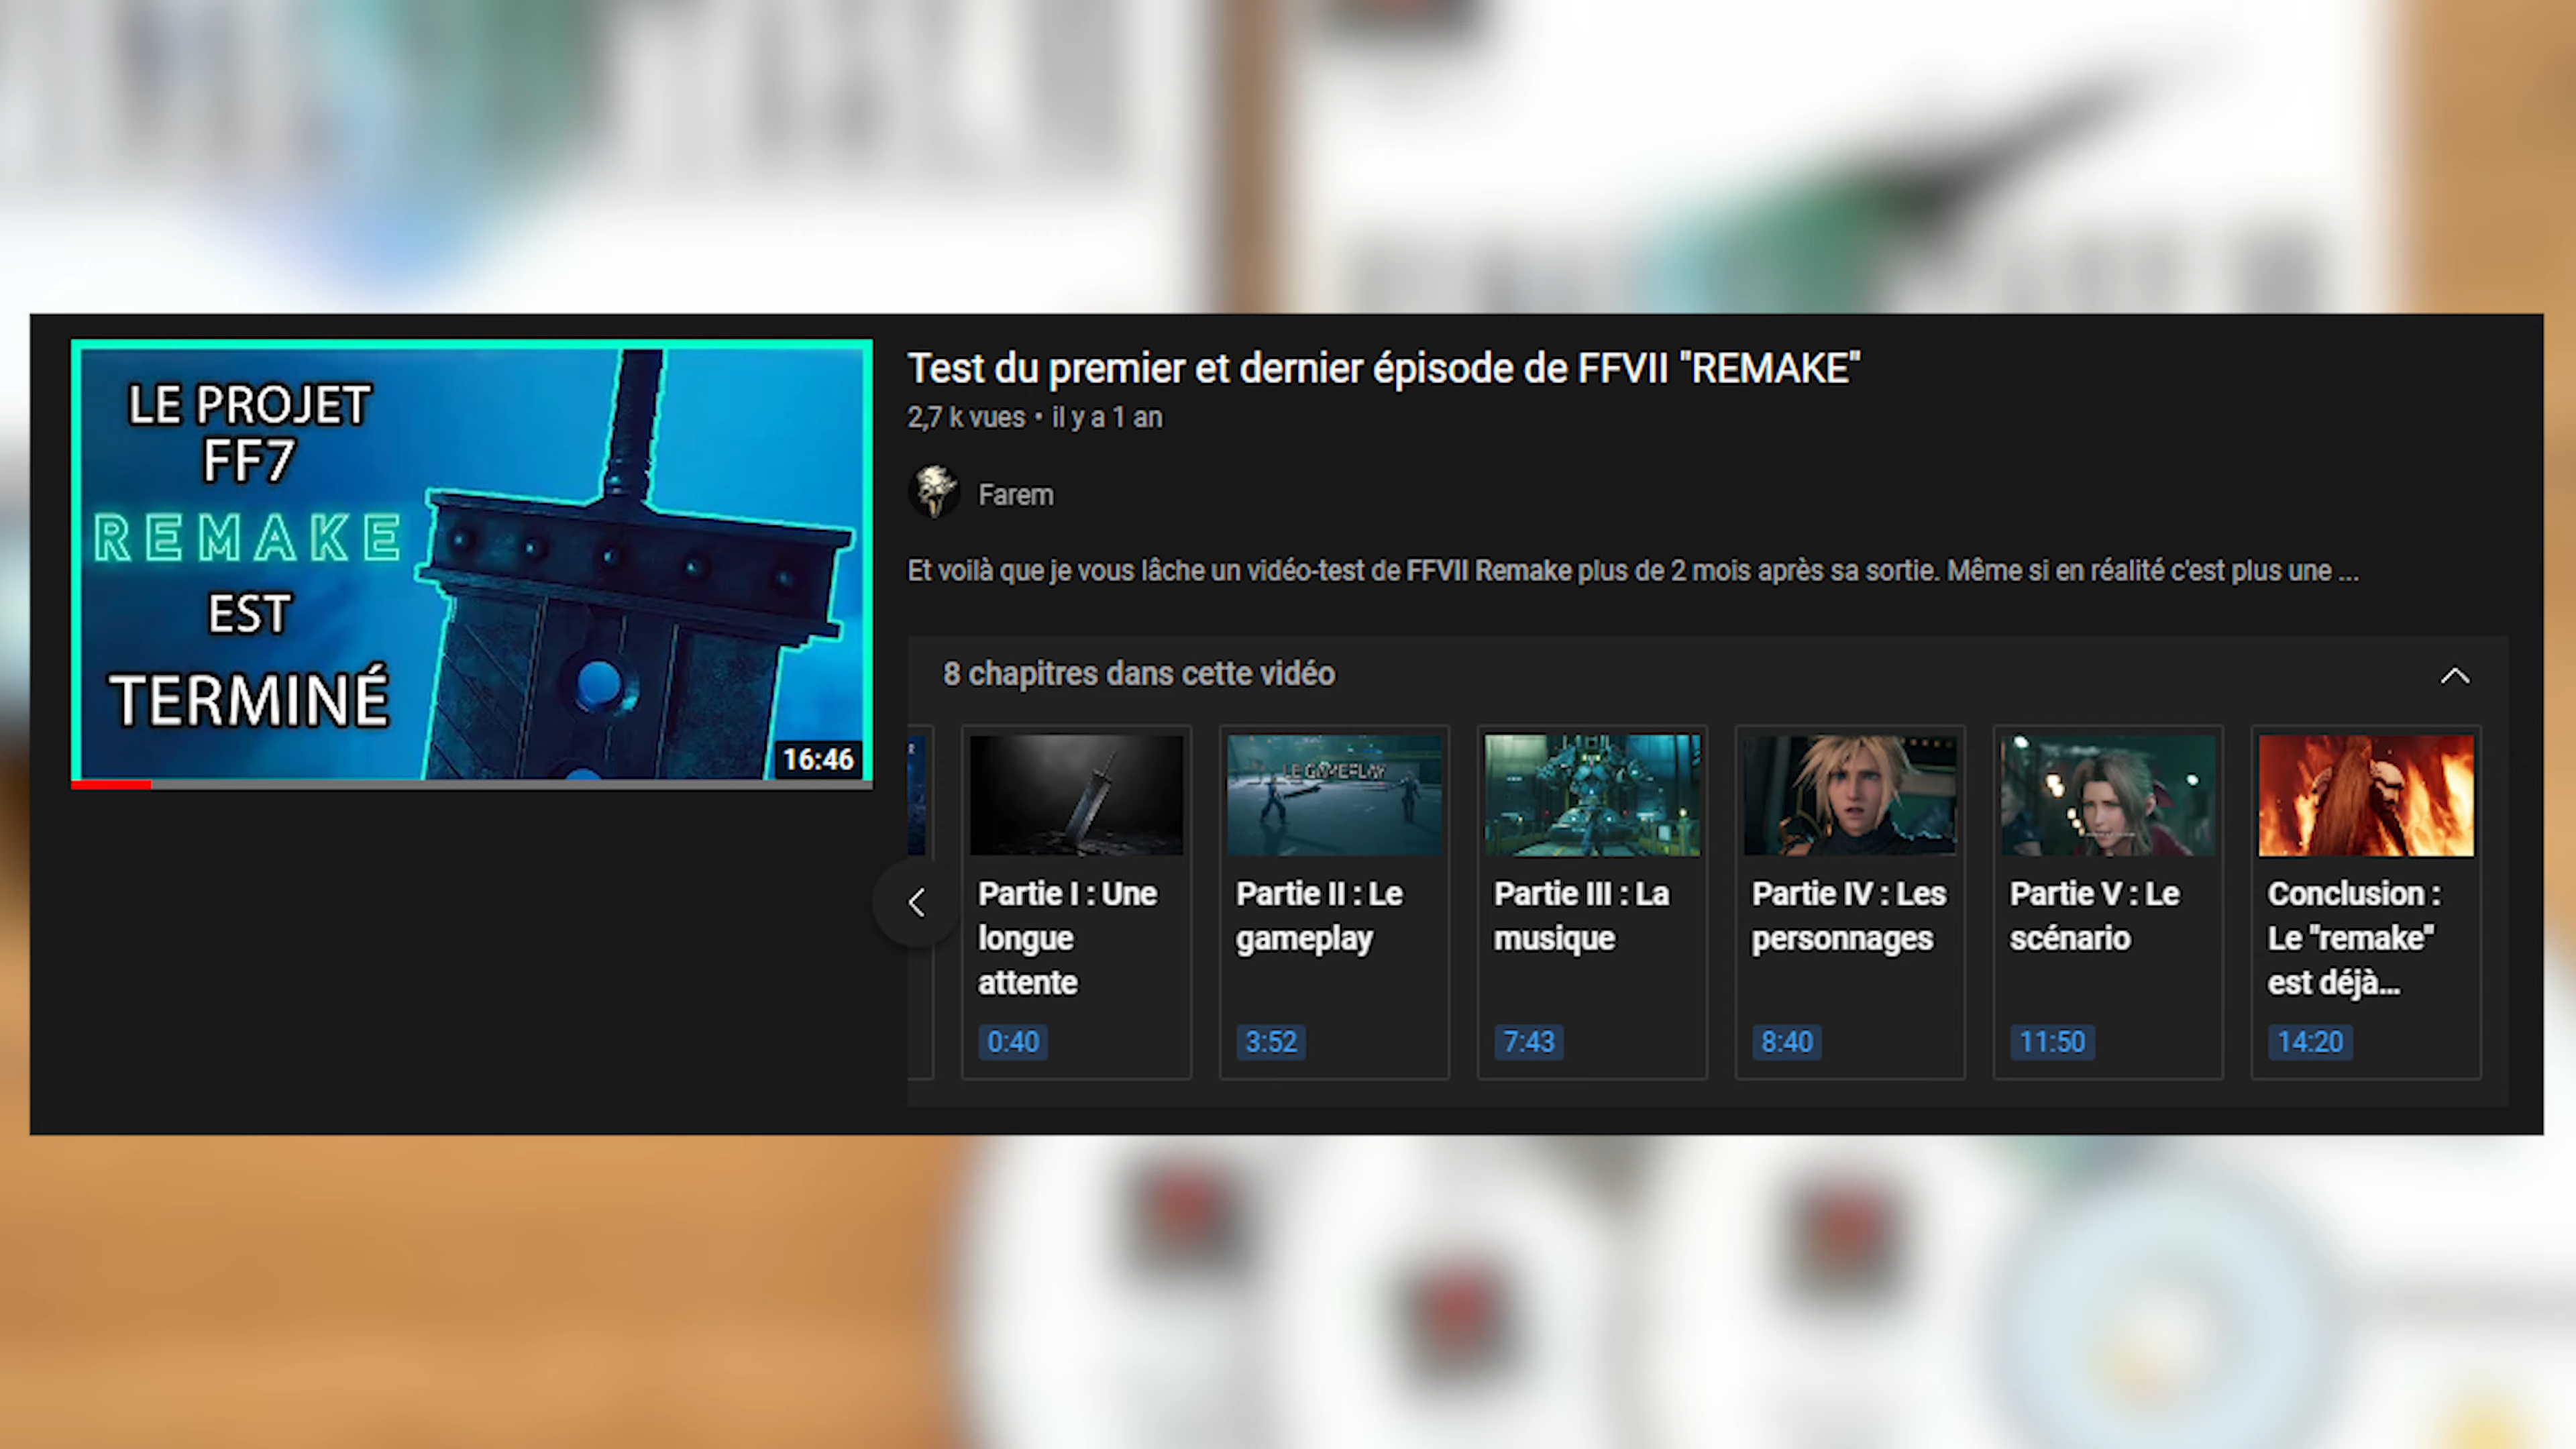 LE PROJET
FF7
REMAKE
EST
TERMINÉ
16:46
Test du premier et dernier épisode de FFVII "REMAKE"
2,7 k vues • il y a 1 an
Farem
Et voilà que je vous lâche un vidéo-test de FFVII Remake plus de 2 mois après sa sortie. Même si en réalité c'est plus une ...
8 chapitres dans cette vidéo
LE GAMEPLAY
Partie I : Une
longue
attente
0:40
Partie II : Le
gameplay
3:52
Partie III : La
musique
7:43
Partie IV : Les
personnages
8:40
Partie V : Le
scénario
11:50
Conclusion :
Le "remake"
est déjà...
14:20